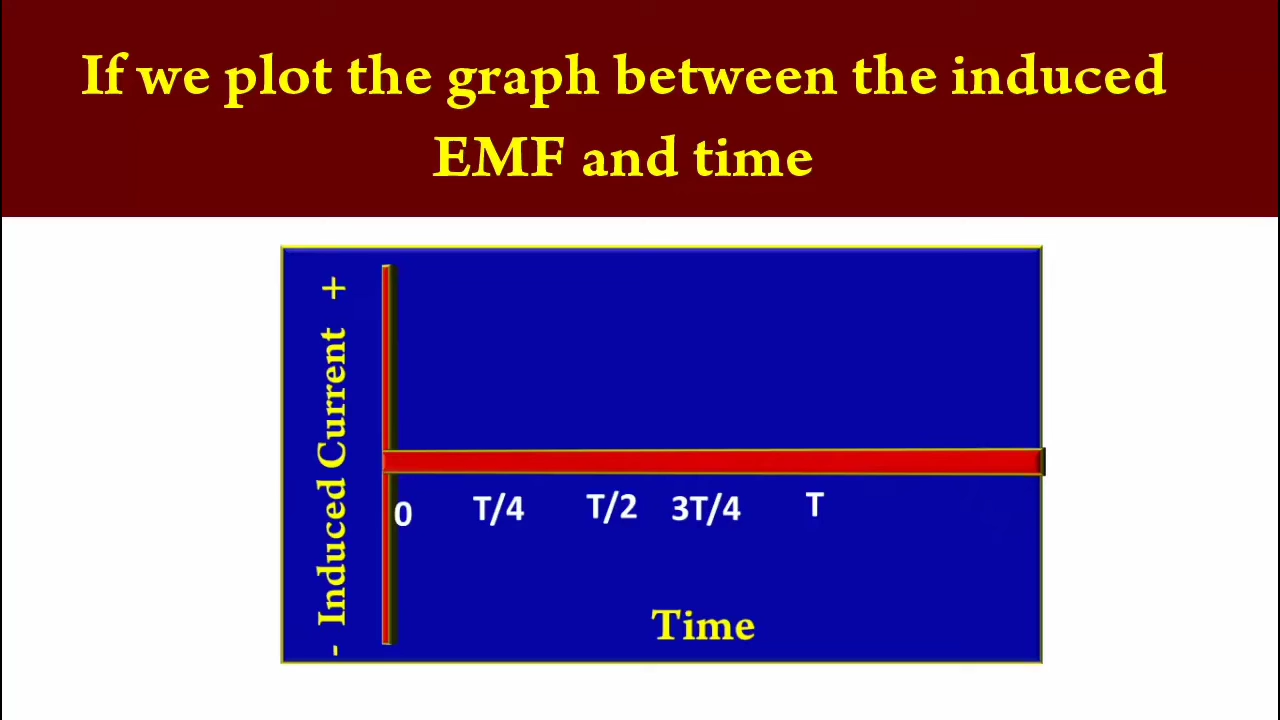 If we plot the graph between the induced
EMF and time
- Induced Current +
0 T/4 T/2 3T/4 T
Time